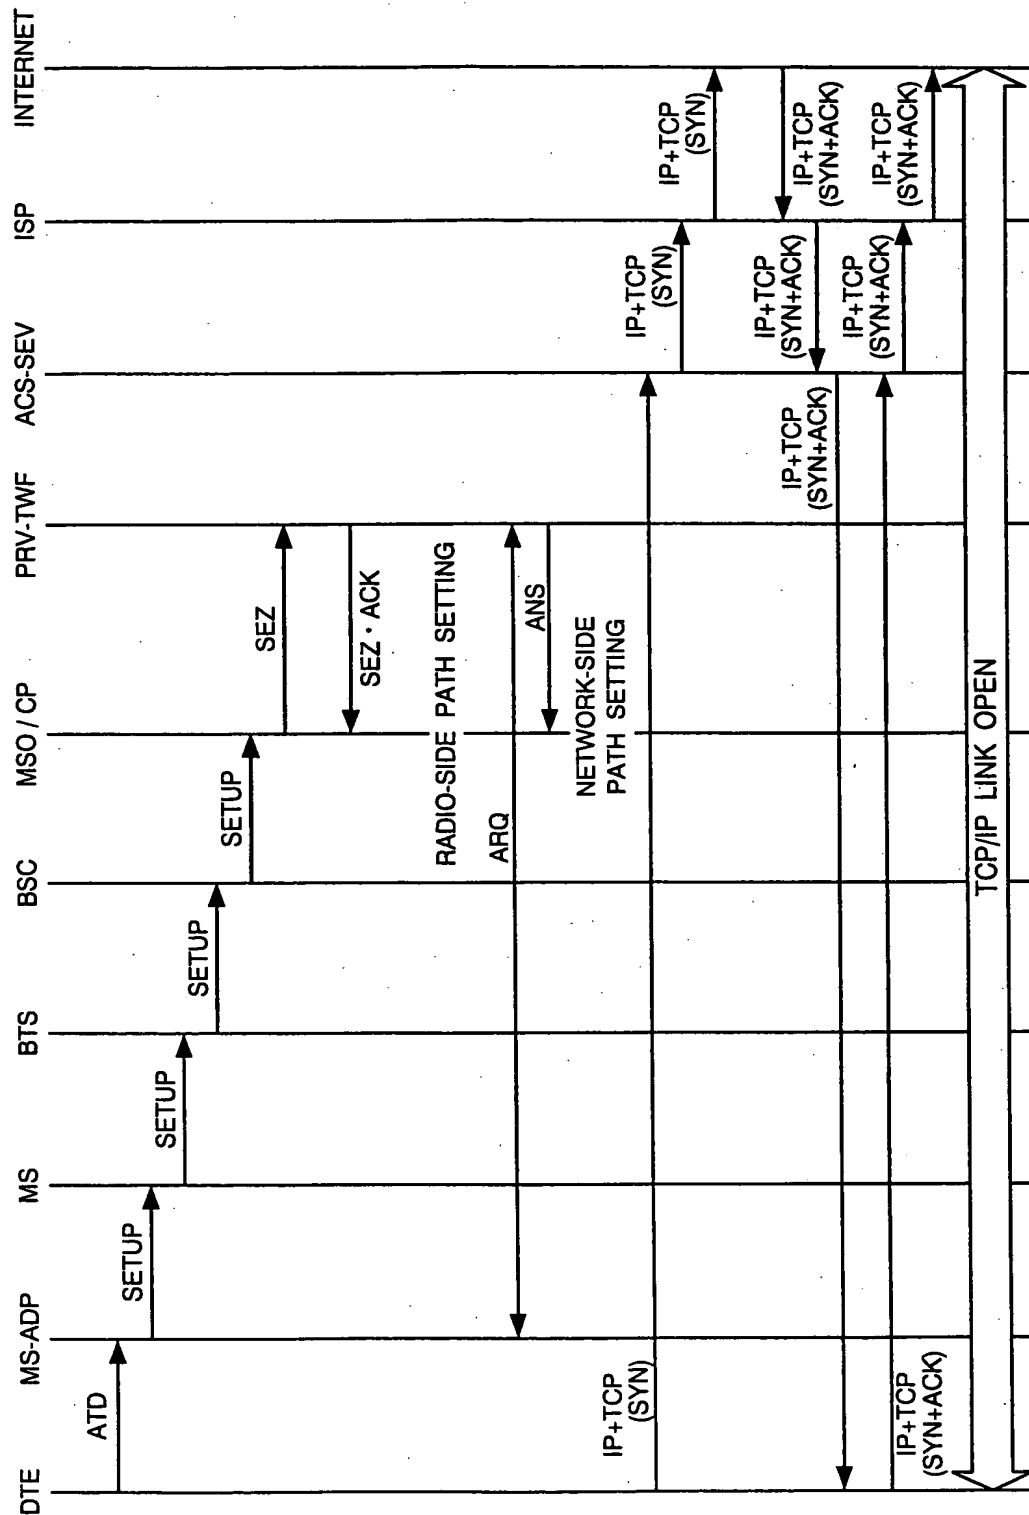 DTE
MS-ADP
MS
BTS
BSC
MSO / CP
PRV-TWF
ACS-SEV
ISP
INTERNET
ATD
SETUP
SETUP
SETUP
SETUP
SEZ
SEZ · ACK
RADIO-SIDE PATH SETTING
ARQ
ANS
NETWORK-SIDE
PATH SETTING
IP+TCP
(SYN)
IP+TCP
(SYN)
IP+TCP
(SYN)
IP+TCP
(SYN+ACK)
IP+TCP
(SYN+ACK)
IP+TCP
(SYN+ACK)
IP+TCP
(SYN+ACK)
IP+TCP
(SYN+ACK)
IP+TCP
(SYN+ACK)
TCP/IP LINK OPEN